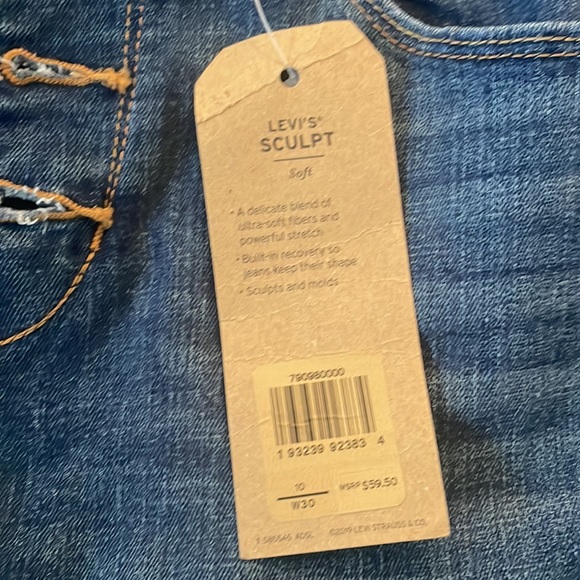 LEVI'S®
SCULPT
Soft
• A delicate blend of
ultra-soft fibers and
powerful stretch
• Built-in recovery so
jeans keep their shape
• Sculpts and molds
790980000
1 93239 92383 4
10
W30
MSRP $59.50
©2019 LEVI STRAUSS & CO.